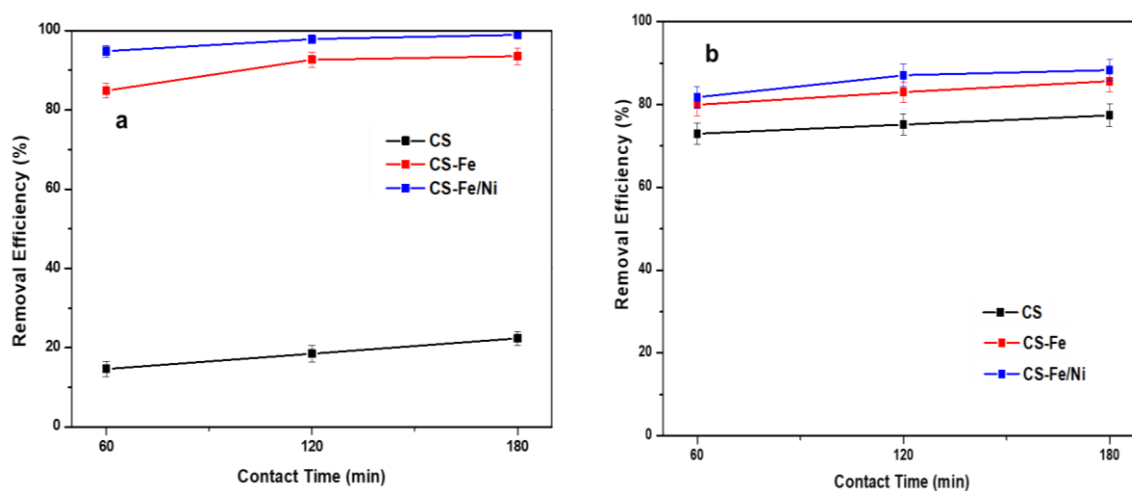 100
80
60
40
20
0
Removal Efficiency (%)
a
CS
CS-Fe
CS-Fe/Ni
60
120
180
Contact Time (min)
100
80
60
40
20
0
Removal Efficiency (%)
b
CS
CS-Fe
CS-Fe/Ni
60
120
180
Contact Time (min)